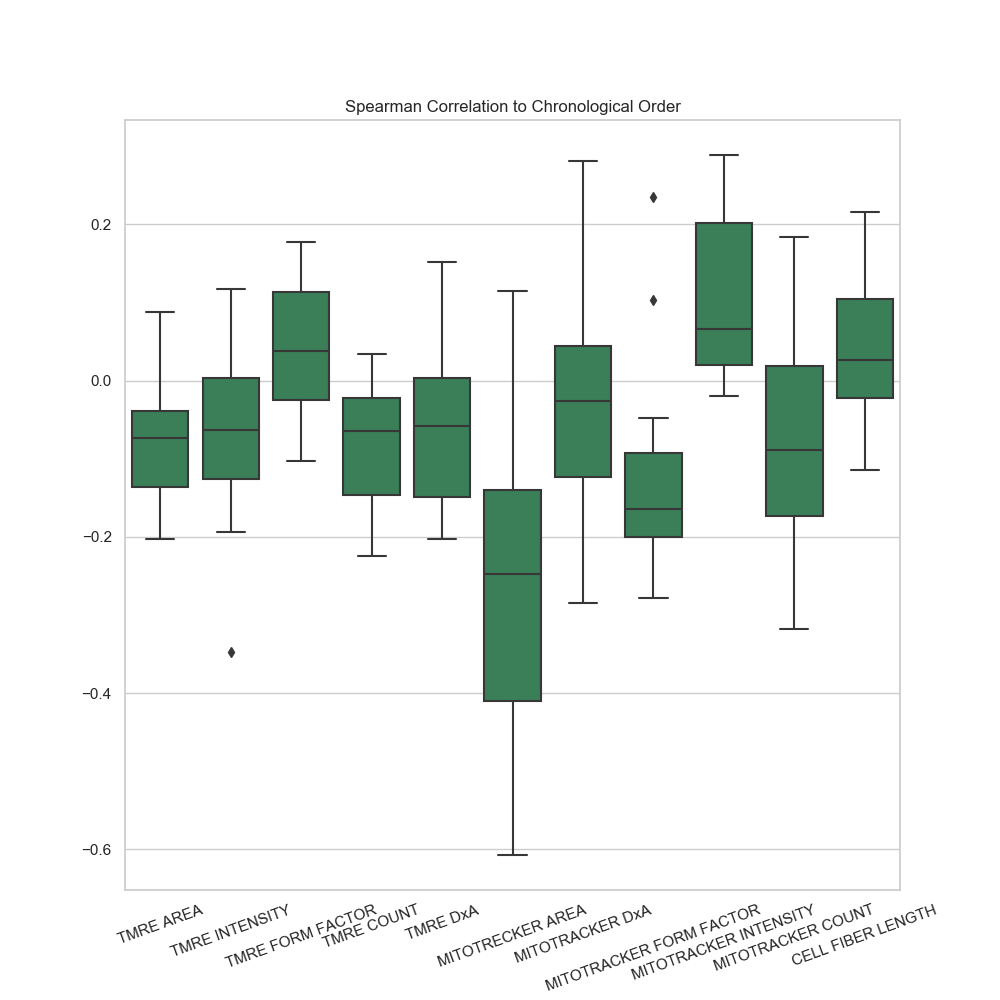 Spearman Correlation to Chronological Order
0.2
0.0
−0.2
−0.4
−0.6
TMRE AREA
TMRE INTENSITY
TMRE FORM FACTOR
TMRE COUNT
TMRE DxA
MITOTRECKER AREA
MITOTRACKER DxA
MITOTRACKER FORM FACTOR
MITOTRACKER INTENSITY
MITOTRACKER COUNT
CELL FIBER LENGTH